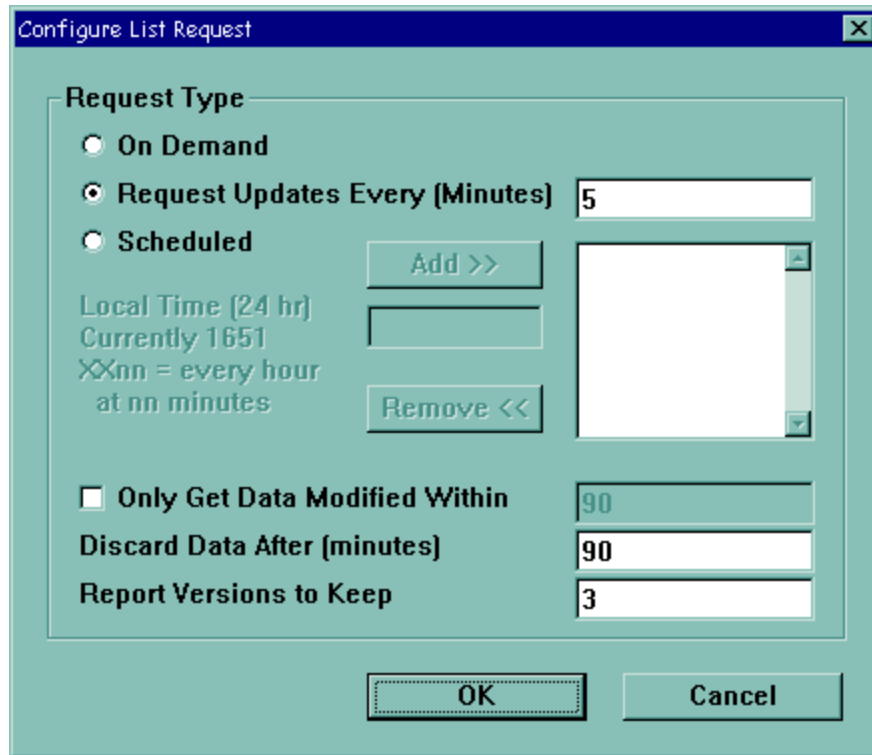 Configure List Request
Request Type
On Demand
Request Updates Every (Minutes) 5
Scheduled
Add >>
Local Time (24 hr)
Currently 1651
XXnn = every hour
at nn minutes
Remove <<
Only Get Data Modified Within 90
Discard Data After (minutes) 90
Report Versions to Keep 3
OK Cancel